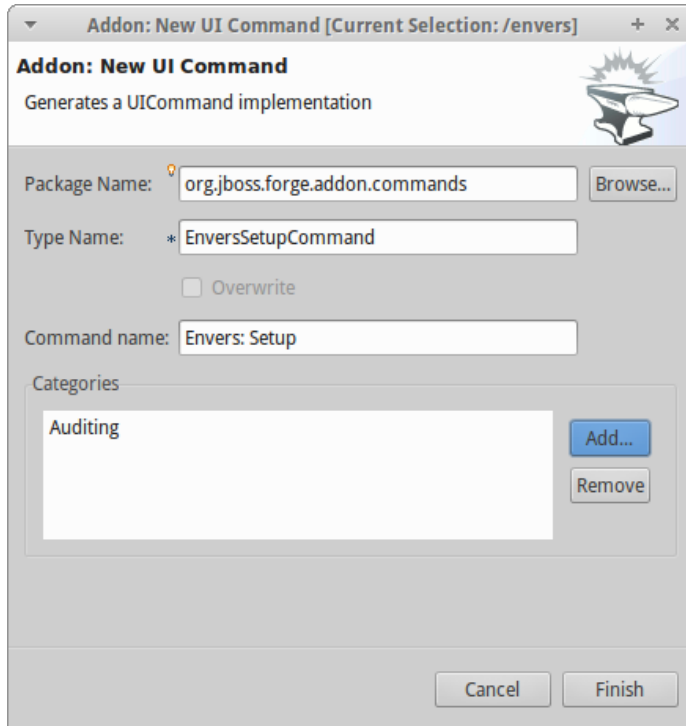 Addon: New UI Command [Current Selection: /envers]
Addon: New UI Command
Generates a UICommand implementation
Package Name: org.jboss.forge.addon.commands Browse...
Type Name: * EnversSetupCommand
Overwrite
Command name: Envers: Setup
Categories
Auditing
Add...
Remove
Cancel Finish